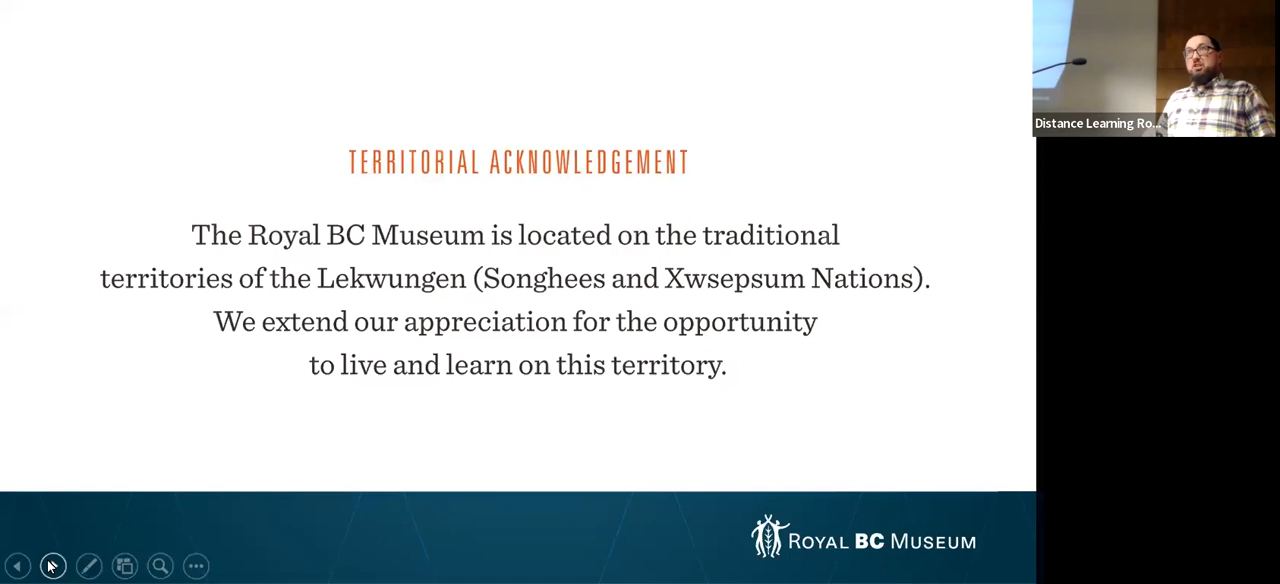 TERRITORIAL ACKNOWLEDGEMENT
The Royal BC Museum is located on the traditional
territories of the Lekwungen (Songhees and Xwsepsum Nations).
We extend our appreciation for the opportunity
to live and learn on this territory.
ROYAL BC MUSEUM
Distance Learning Ro...